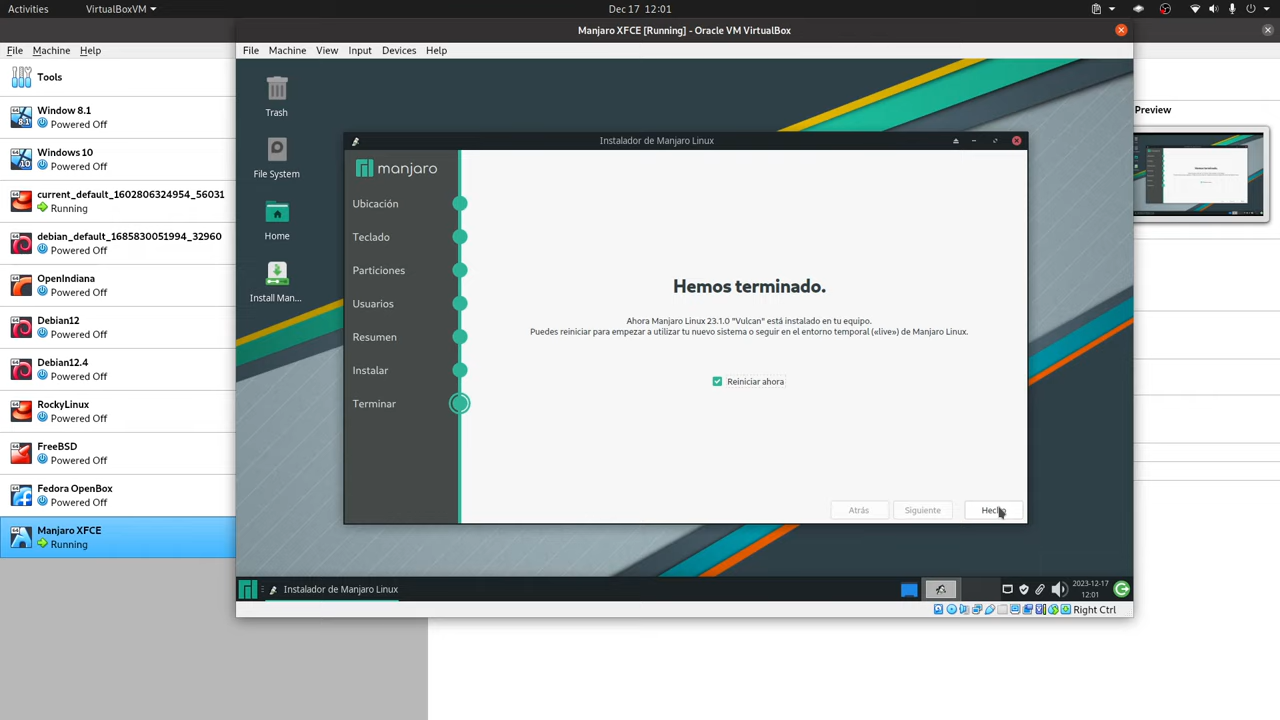 Activities
VirtualBoxVM
Dec 17 12:01
Manjaro XFCE [Running] - Oracle VM VirtualBox
File Machine Help
File Machine View Input Devices Help
Tools
Window 8.1
Powered Off
Windows 10
Powered Off
current_default_1602806324954_56031
Running
debian_default_1685830051994_32960
Powered Off
OpenIndiana
Powered Off
Debian12
Powered Off
Debian12.4
Powered Off
RockyLinux
Powered Off
FreeBSD
Powered Off
Fedora OpenBox
Powered Off
Manjaro XFCE
Running
Trash
File System
Home
Install Man...
Instalador de Manjaro Linux
manjaro
Ubicación
Teclado
Particiones
Usuarios
Resumen
Instalar
Terminar
Hemos terminado.
Ahora Manjaro Linux 23.1.0 "Vulcan" está instalado en tu equipo.
Puedes reiniciar para empezar a utilizar tu nuevo sistema o seguir en el entorno temporal («live») de Manjaro Linux.
Reiniciar ahora
Atrás
Siguiente
Hecho
Instalador de Manjaro Linux
2023-12-17
12:01
Right Ctrl
Preview